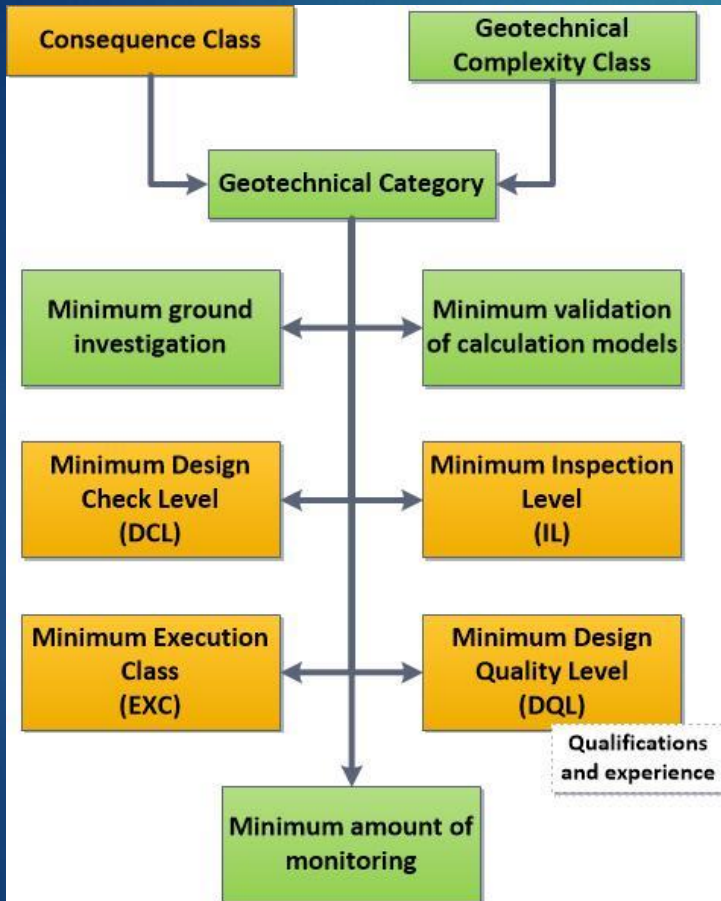 Consequence Class
Geotechnical
Complexity Class
Geotechnical Category
Minimum ground
investigation
Minimum validation
of calculation models
Minimum Design
Check Level
(DCL)
Minimum Inspection
Level
(IL)
Minimum Execution
Class
(EXC)
Minimum Design
Quality Level
(DQL)
Qualifications
and experience
Minimum amount of
monitoring